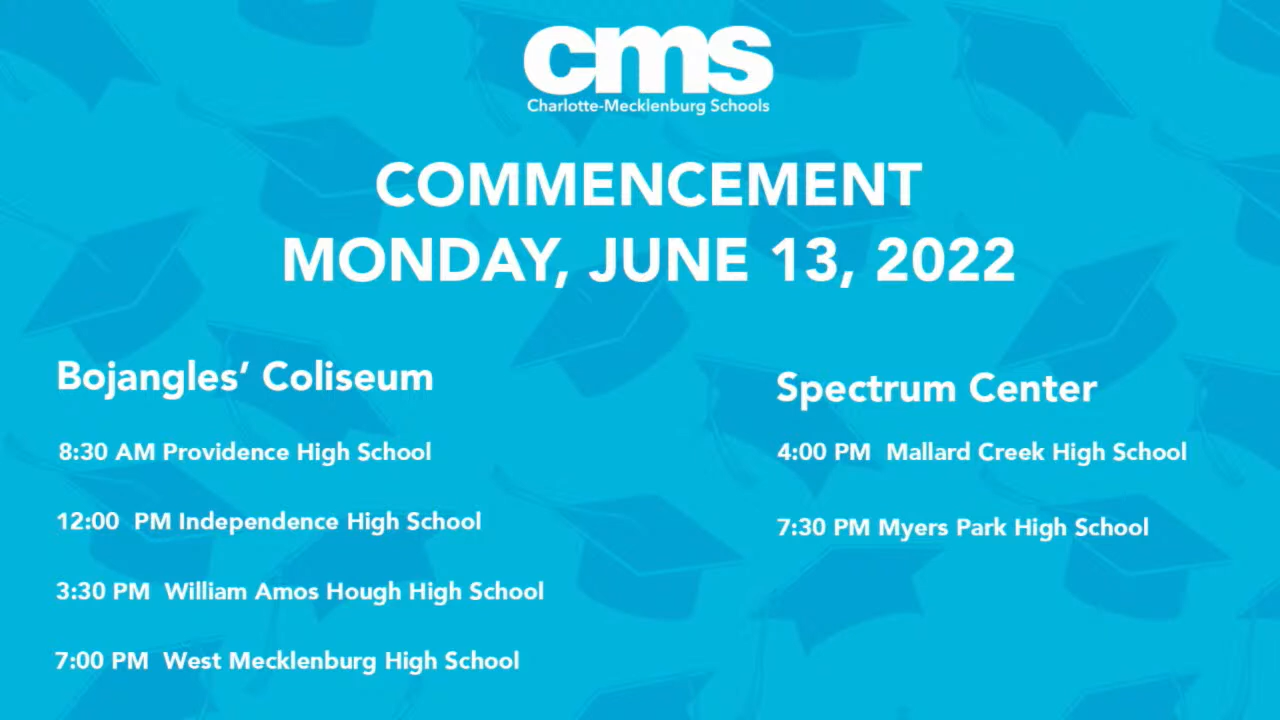 cms
Charlotte-Mecklenburg Schools
COMMENCEMENT
MONDAY, JUNE 13, 2022
Bojangles’ Coliseum
8:30 AM Providence High School
12:00 PM Independence High School
3:30 PM William Amos Hough High School
7:00 PM West Mecklenburg High School
Spectrum Center
4:00 PM Mallard Creek High School
7:30 PM Myers Park High School